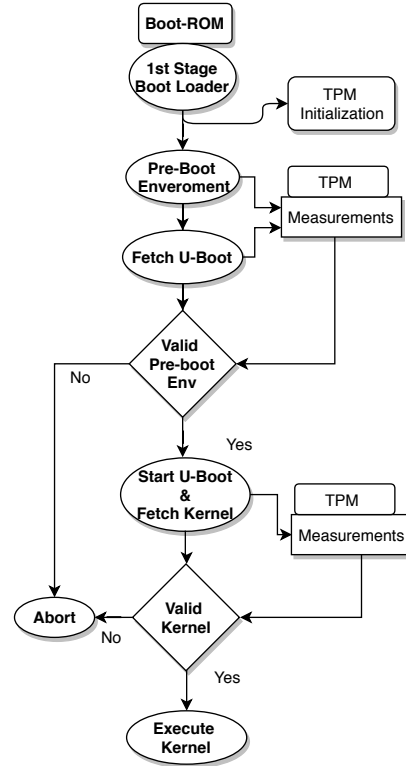 Boot-ROM
1st Stage
Boot Loader
TPM
Initialization
Pre-Boot
Enveroment
TPM
Measurements
Fetch U-Boot
Valid
Pre-boot
Env
No
Yes
Start U-Boot
&
Fetch Kernel
TPM
Measurements
Valid
Kernel
Abort
No
Yes
Execute
Kernel